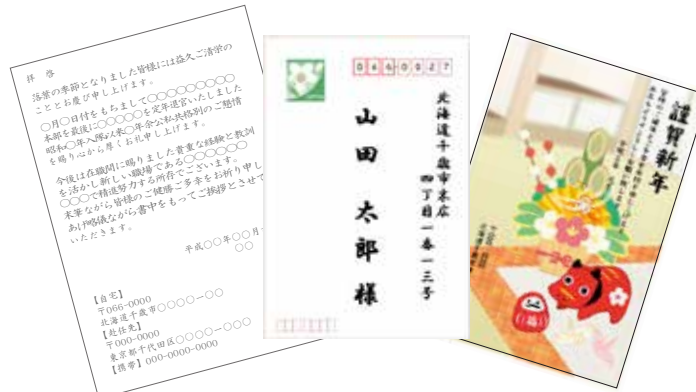 拝　啓
落葉の季節となりました皆様には益々ご清栄の
こととお慶び申し上げます。
○月○日付をもちまして○○○○○○○○○
本部を最後に○○○○○を定年退官いたしました
昭和○年入隊以来○年余公私共格別のご懇情
を賜り心から厚くお礼申し上げます。
今後は在職間に賜りました貴重な経験と教訓
を活かし新しい職場である○○○○○○○
○○○で精進努力する所存でございます。
末筆ながら皆様のご健勝ご多幸をお祈り申し
あげ略儀ながら書中をもってご挨拶とさせて
いただきます。
平成○○年○○月
○○
【自宅】
〒066-0000
北海道千歳市○○○○ー○○
【赴任先】
〒000-0000
東京都千代田区○○○○ー○○○
【携帯】000-0000-0000
0660027
北海道千歳市末広
四丁目一番一三号
山田　太郎　様
謹賀新年